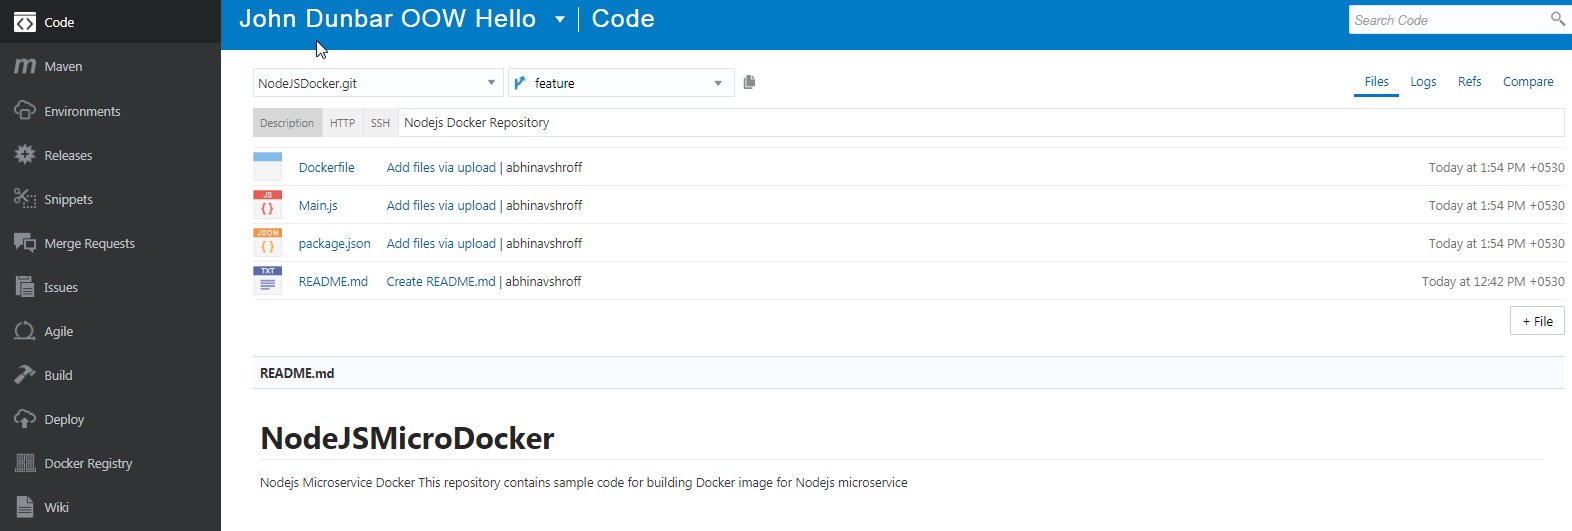 Code
Maven
Environments
Releases
Snippets
Merge Requests
Issues
Agile
Build
Deploy
Docker Registry
Wiki
John Dunbar OOW Hello | Code
Search Code
NodeJSDocker.git feature Files Logs Refs Compare
Description HTTP SSH Nodejs Docker Repository
Dockerfile Add files via upload | abhinavshroff Today at 1:54 PM +0530
JS
{ } Main.js Add files via upload | abhinavshroff Today at 1:54 PM +0530
JSON
{ } package.json Add files via upload | abhinavshroff Today at 1:54 PM +0530
TXT
README.md Create README.md | abhinavshroff Today at 12:42 PM +0530
+ File
README.md
NodeJSMicroDocker
Nodejs Microservice Docker This repository contains sample code for building Docker image for Nodejs microservice